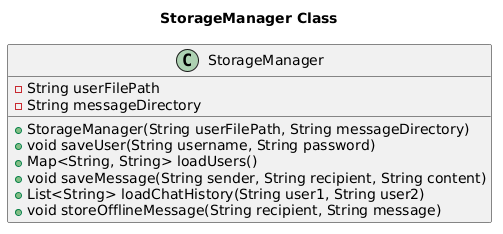 StorageManager Class
C StorageManager
String userFilePath
String messageDirectory
StorageManager(String userFilePath, String messageDirectory)
void saveUser(String username, String password)
Map<String, String> loadUsers()
void saveMessage(String sender, String recipient, String content)
List<String> loadChatHistory(String user1, String user2)
void storeOfflineMessage(String recipient, String message)